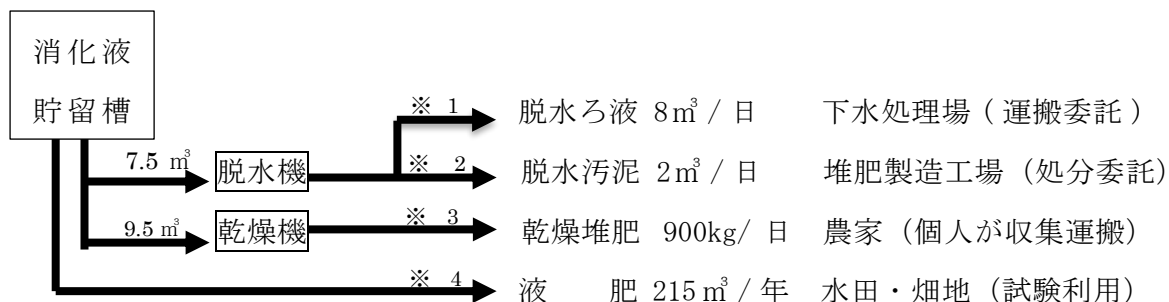 消化液
貯留槽
※ 1 脱水ろ液 8㎥ / 日 下水処理場 ( 運搬委託 )
7.5 ㎥ 脱水機 ※ 2 脱水汚泥 2㎥ / 日 堆肥製造工場 (処分委託)
9.5 ㎥ 乾燥機 ※ 3 乾燥堆肥 900kg/ 日 農家 (個人が収集運搬)
※ 4 液 肥 215㎥ / 年 水田・畑地 (試験利用)